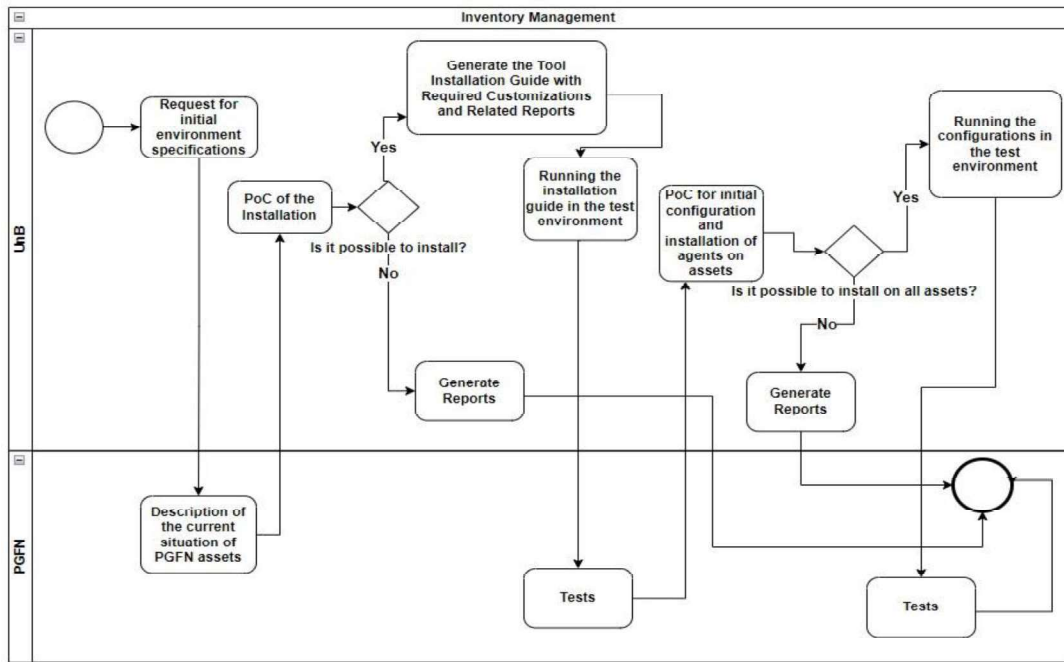 Inventory Management
UnB
Request for
initial
environment
specifications
PoC of the
Installation
Is it possible to install?
Yes
No
Generate the Tool
Installation Guide with
Required Customizations
and Related Reports
Generate
Reports
Running the
installation
guide in the test
environment
PoC for initial
configuration
and
installation of
agents on
assets
Is it possible to install on all assets?
Yes
No
Running the
configurations in
the test
environment
Generate
Reports
PGFN
Description of
the current
situation of
PGFN assets
Tests
Tests